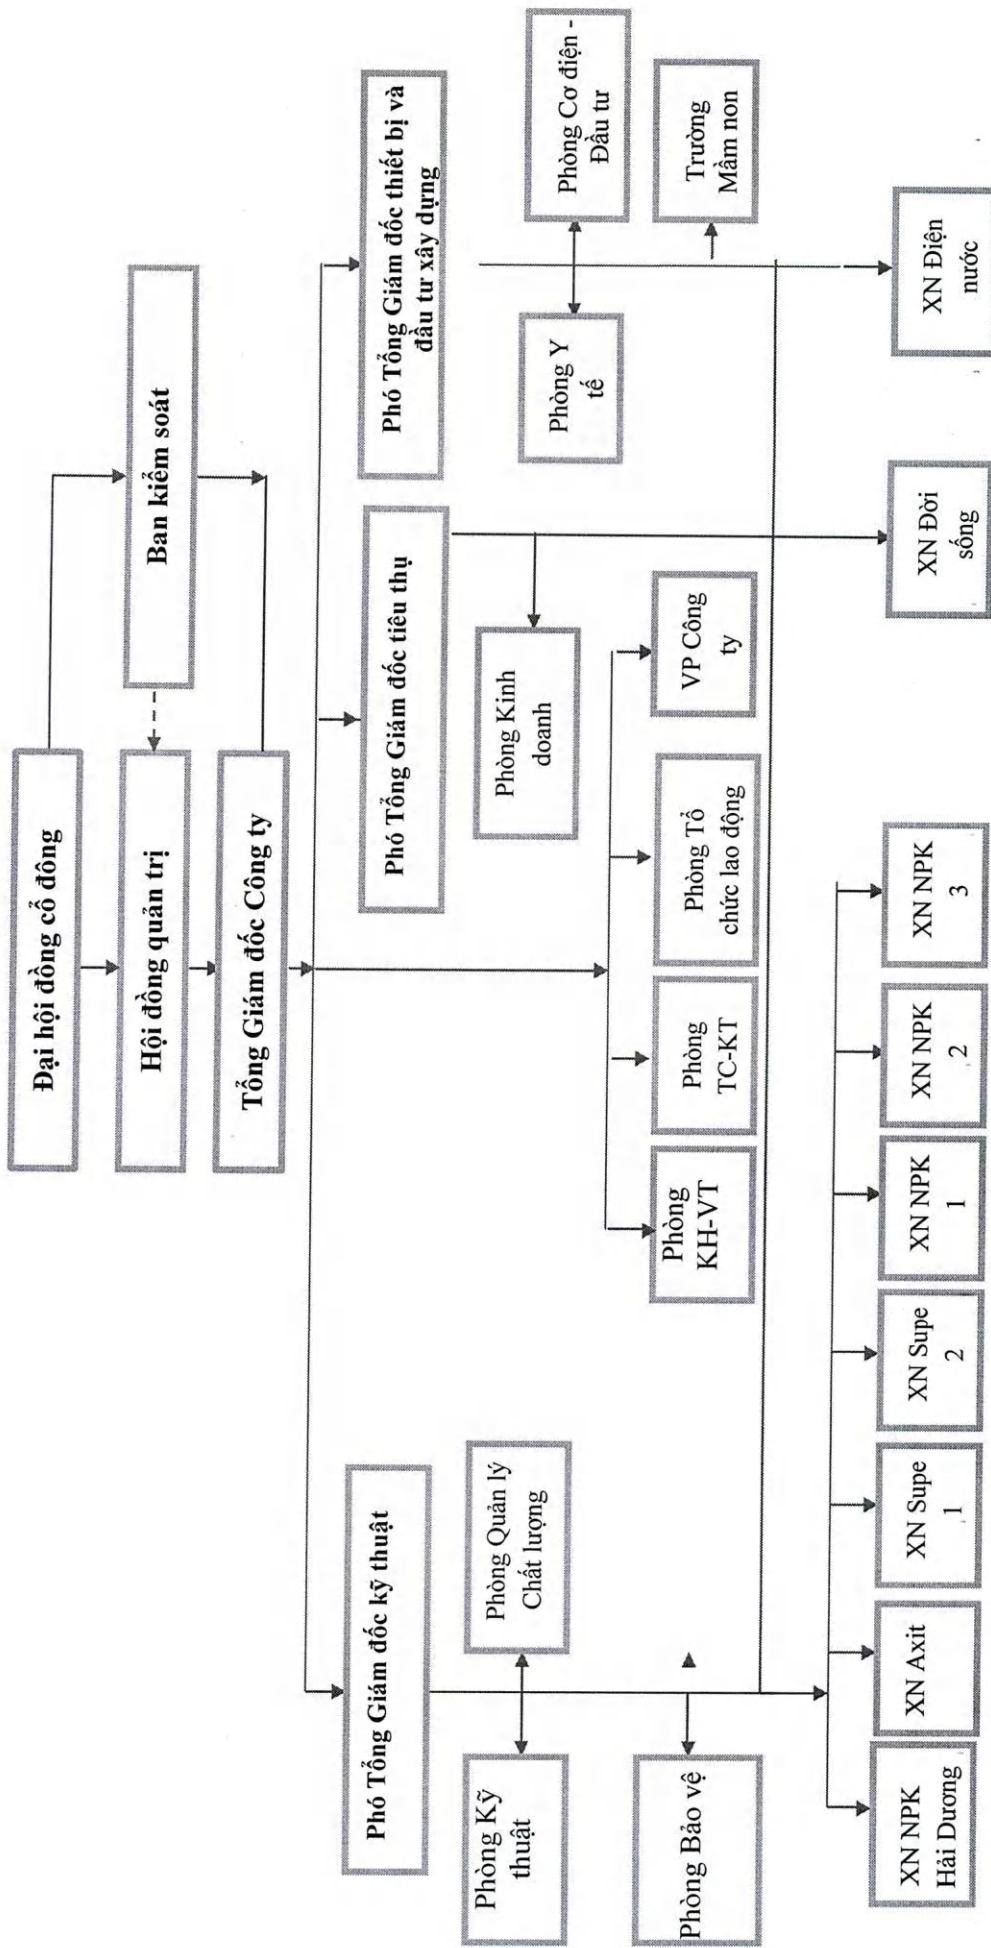 Đại hội đồng cổ đông
Ban kiểm soát
Hội đồng quản trị
Tổng Giám đốc Công ty
Phó Tổng Giám đốc kỹ thuật
Phó Tổng Giám đốc tiêu thụ
Phó Tổng Giám đốc thiết bị và
đầu tư xây dựng
Phòng Kỹ
thuật
Phòng Quản lý
Chất lượng
Phòng Kinh
doanh
Phòng Y
tế
Phòng Cơ điện -
Đầu tư
Phòng Bảo vệ
Phòng
KH-VT
Phòng
TC-KT
Phòng Tổ
chức lao động
VP Công
ty
Trường
Mầm non
XN NPK
Hải Dương
XN Axit
XN Supe
1
XN Supe
2
XN NPK
1
XN NPK
2
XN NPK
3
XN Đời
sống
XN Điện
nước